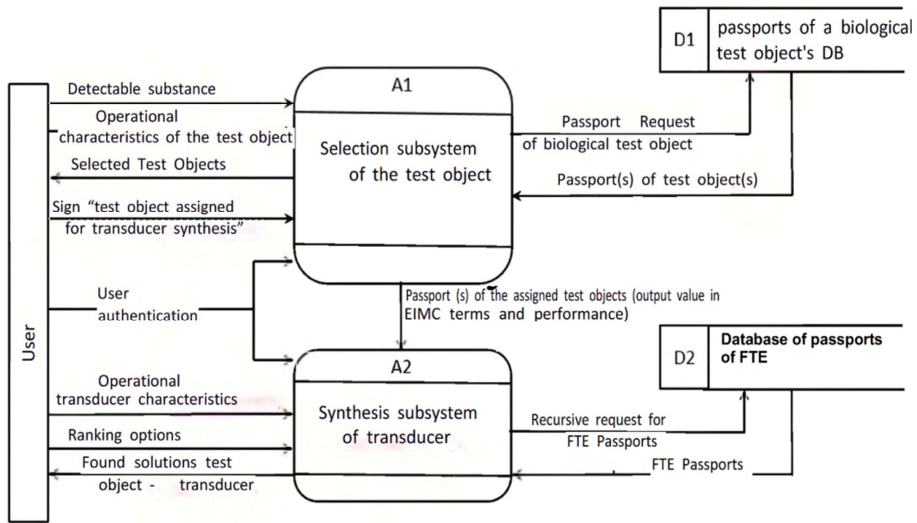 D1
passports of a biological
test object's DB
Detectable substance
A1
Operational
characteristics of the test object
Passport Request
of biological test object
Selection subsystem
of the test object
Selected Test Objects
Passport(s) of test object(s)
Sign “test object assigned
for transducer synthesis”
User
authentication
Passport (s) of the assigned test objects (output value in
EIMC terms and performance)
User
D2
Database of passports
of FTE
A2
Operational
transducer characteristics
Synthesis subsystem
of transducer
Recursive request for
FTE Passports
Ranking options
Found solutions test
object - transducer
FTE Passports